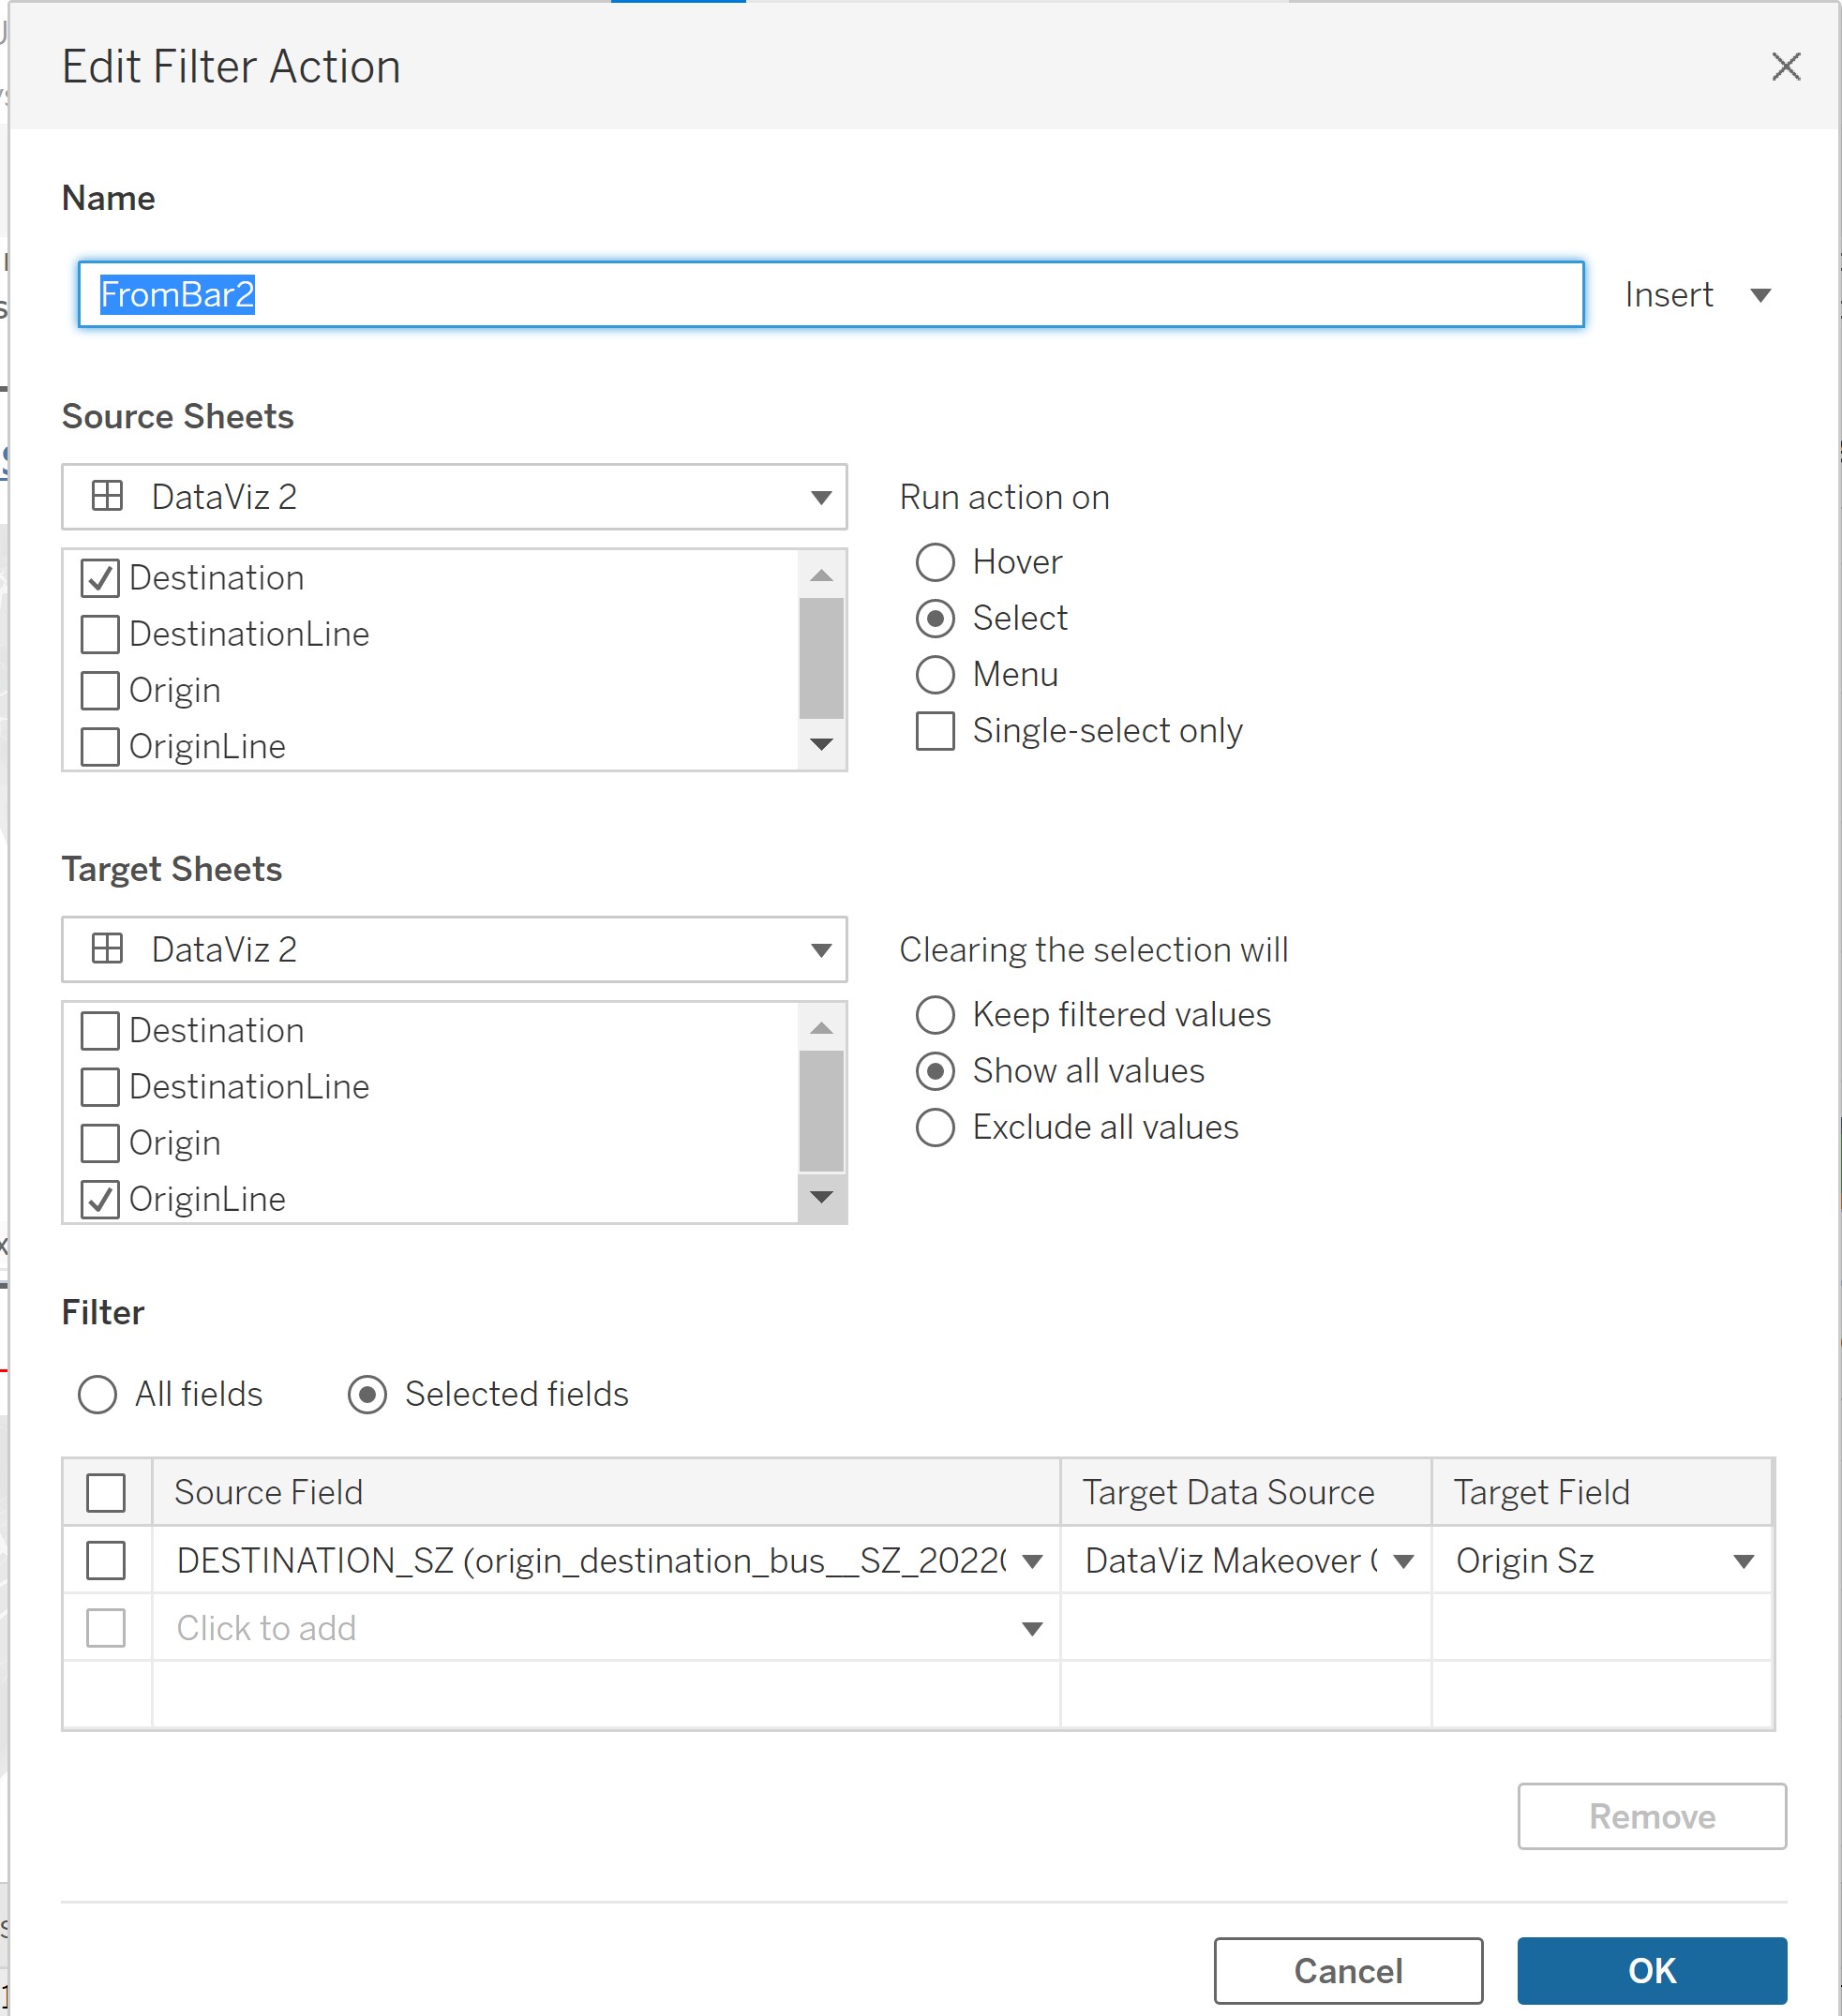 Edit Filter Action
Name
FromBar2
Insert
Source Sheets
DataViz 2
Run action on
Destination
DestinationLine
Origin
OriginLine
Hover
Select
Menu
Single-select only
Target Sheets
DataViz 2
Clearing the selection will
Destination
DestinationLine
Origin
OriginLine
Keep filtered values
Show all values
Exclude all values
Filter
All fields
Selected fields
Source Field Target Data Source Target Field
DESTINATION_SZ (origin_destination_bus__SZ_2022 DataViz Makeover Origin Sz
Click to add
Remove
Cancel
OK